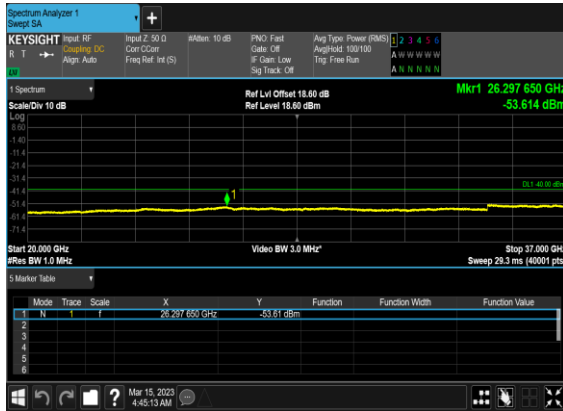 Spectrum Analyzer 1
Swept SA
+
KEYSIGHT Input: RF Input Z: 50 Ω #Atten: 10 dB PNO: Fast Avg Type: Power (RMS) 1 2 3 4 5 6
R T Coupling: DC Corr CCorr Gate: Off Avg|Hold: 100/100 A W W W W W
Align: Auto Freq Ref: Int (S) IF Gain: Low Trig: Free Run
LU Sig Track: Off A N N N N N
1 Spectrum Ref Lvl Offset 18.60 dB Mkr1 26.297 650 GHz
Scale/Div 10 dB Ref Level 18.60 dBm -53.614 dBm
Log
8.60
-1.40
-11.4
-21.4
-31.4
DL1 -40.00 dBm
-41.4
1
-51.4
-61.4
-71.4
Start 20.000 GHz Video BW 3.0 MHz* Stop 37.000 GHz
#Res BW 1.0 MHz Sweep 29.3 ms (40001 pts)
5 Marker Table
Mode Trace Scale X Y Function Function Width Function Value
1 N 1 f 26.297 650 GHz -53.61 dBm
2
3
4
5
6
? Mar 15, 2023
4:45:13 AM